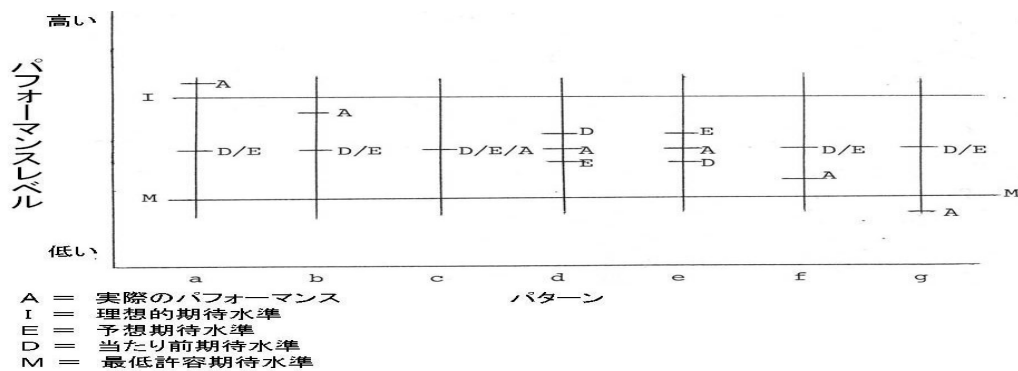 高い
パフォーマンスレベル
A
I
A
D
E
D/E
D/E
D/E/A
A
A
D/E
D/E
E
D
A
M
M
A
低い
a b c d e f g
A = 実際のパフォーマンス パターン
I = 理想的期待水準
E = 予想期待水準
D = 当たり前期待水準
M = 最低許容期待水準